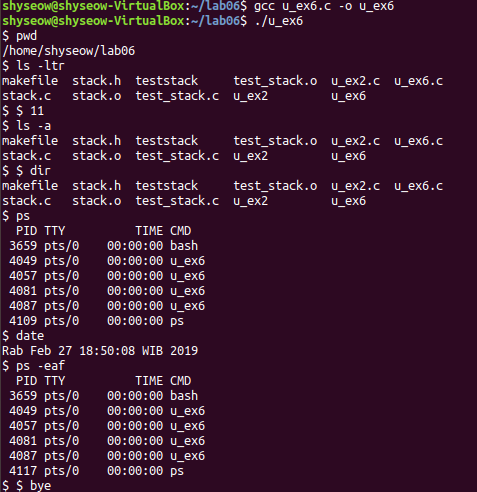 shyseow@shyseow-VirtualBox:~/lab06$ gcc u_ex6.c -o u_ex6
shyseow@shyseow-VirtualBox:~/lab06$ ./u_ex6
$ pwd
/home/shyseow/lab06
$ ls -ltr
makefile  stack.h  teststack     test_stack.o  u_ex2.c  u_ex6.c
stack.c   stack.o  test_stack.c  u_ex2         u_ex6
$ $ 11
$ ls -a
makefile  stack.h  teststack     test_stack.o  u_ex2.c  u_ex6.c
stack.c   stack.o  test_stack.c  u_ex2         u_ex6
$ $ dir
makefile  stack.h  teststack     test_stack.o  u_ex2.c  u_ex6.c
stack.c   stack.o  test_stack.c  u_ex2         u_ex6
$ ps
  PID TTY          TIME CMD
 3659 pts/0    00:00:00 bash
 4049 pts/0    00:00:00 u_ex6
 4057 pts/0    00:00:00 u_ex6
 4081 pts/0    00:00:00 u_ex6
 4087 pts/0    00:00:00 u_ex6
 4109 pts/0    00:00:00 ps
$ date
Rab Feb 27 18:50:08 WIB 2019
$ ps -eaf
  PID TTY          TIME CMD
 3659 pts/0    00:00:00 bash
 4049 pts/0    00:00:00 u_ex6
 4057 pts/0    00:00:00 u_ex6
 4081 pts/0    00:00:00 u_ex6
 4087 pts/0    00:00:00 u_ex6
 4117 pts/0    00:00:00 ps
$ $ bye